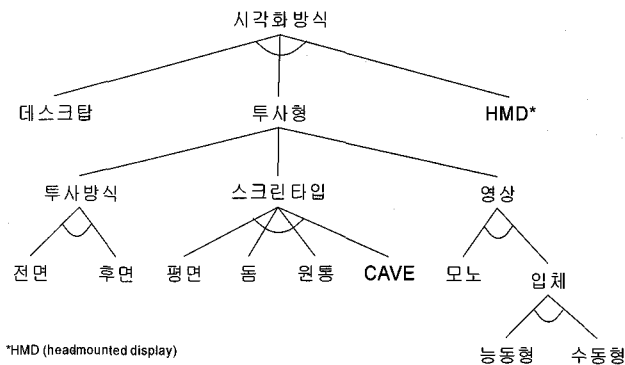 시각화방식
데스크탑 투사형 HMD*
투사방식 스크린타입 영상
전면 후면 평면 돔 원통 CAVE 모노 입체
능동형 수동형
*HMD (headmounted display)